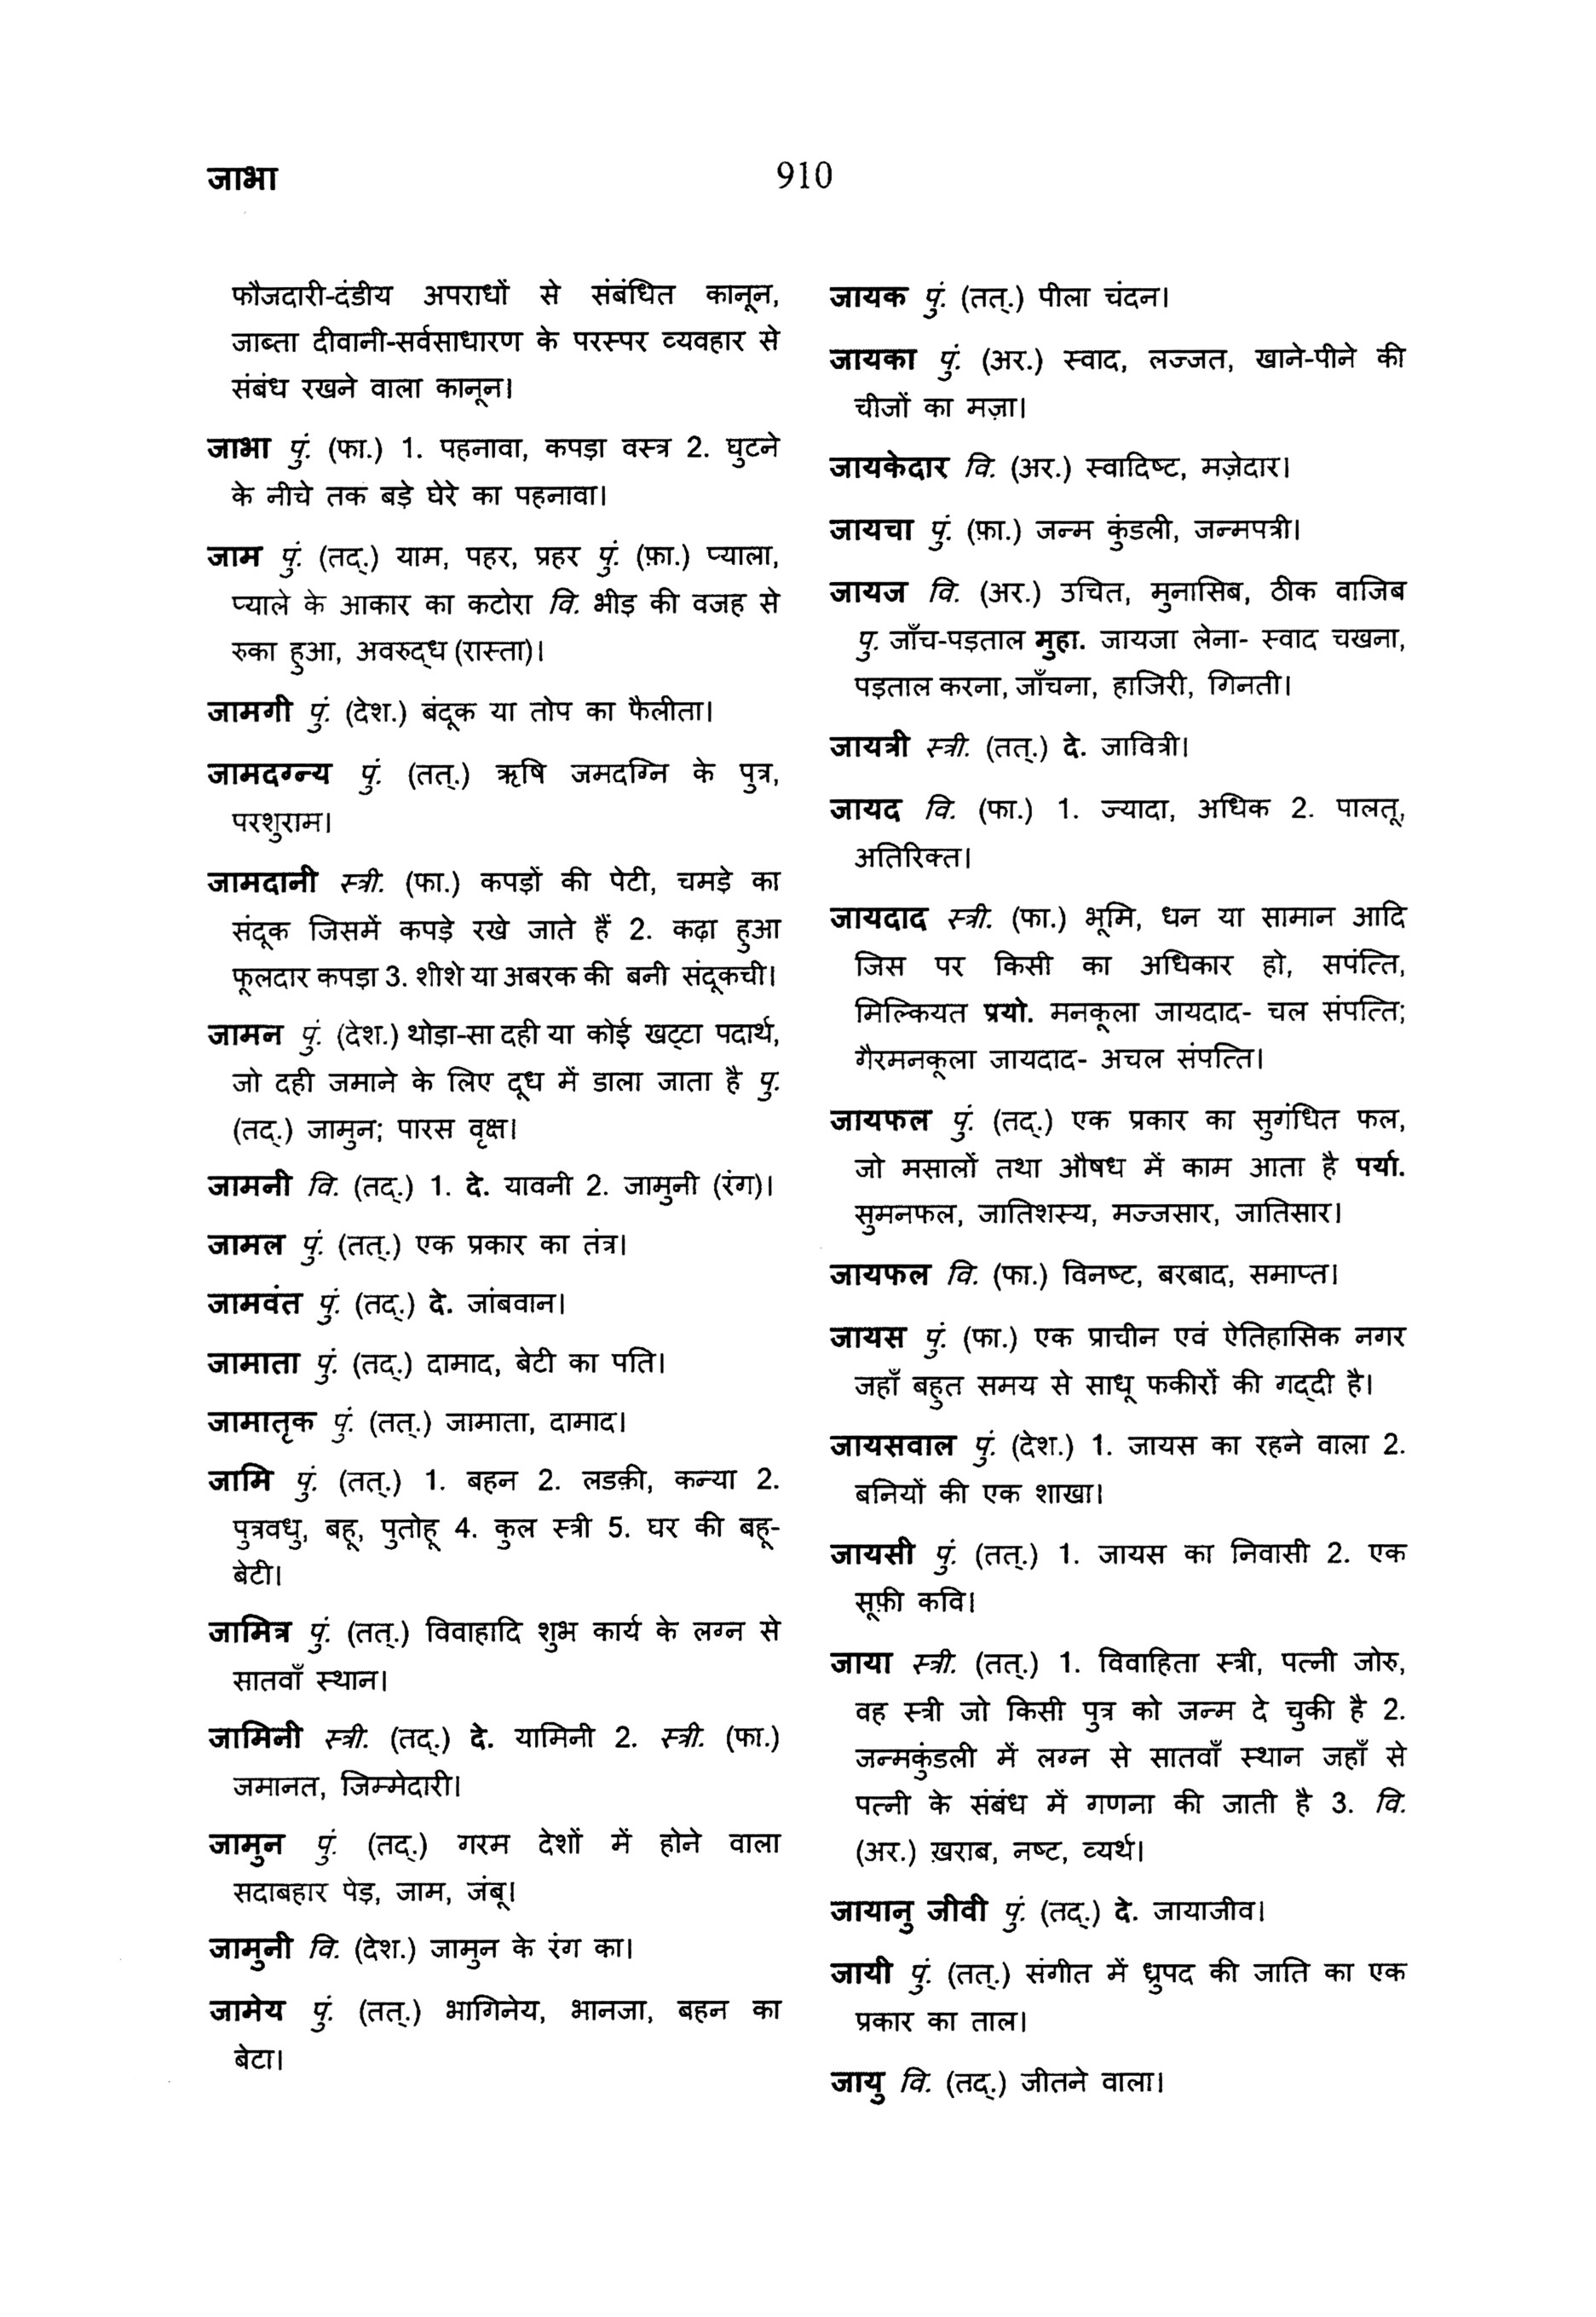 जाभा
910
फौजदारी-दंडीय अपराधों से संबंधित कानून,
जाब्ता दीवानी-सर्वसाधारण के परस्पर व्यवहार से
संबंध रखने वाला कानून।
जाभा पुं. (फा.) 1. पहनावा, कपड़ा वस्त्र 2. घुटने
के नीचे तक बड़े घेरे का पहनावा।
जाम पुं. (तद्.) याम, पहर, प्रहर पुं. (फ़ा.) प्याला,
प्याले के आकार का कटोरा वि. भीड़ की वजह से
रुका हुआ, अवरुद्ध (रास्ता)।
जामगी पुं. (देश.) बंदूक या तोप का फैलीता।
जामदग्न्य पुं. (तत्.) ऋषि जमदग्नि के पुत्र,
परशुराम।
जामदानी स्त्री. (फा.) कपड़ों की पेटी, चमड़े का
संदूक जिसमें कपड़े रखे जाते हैं 2. कढ़ा हुआ
फूलदार कपड़ा 3. शीशे या अबरक की बनी संदूकची।
जामन पुं. (देश.) थोड़ा-सा दही या कोई खट्टा पदार्थ,
जो दही जमाने के लिए दूध में डाला जाता है पु.
(तद्.) जामुन; पारस वृक्ष।
जामनी वि. (तद्.) 1. दे. यावनी 2. जामुनी (रंग)।
जामल पुं. (तत्.) एक प्रकार का तंत्र।
जामवंत पुं. (तद्.) दे. जांबवान।
जामाता पुं. (तद्.) दामाद, बेटी का पति।
जामातृक पुं. (तत्.) जामाता, दामाद।
जामि पुं. (तत्.) 1. बहन 2. लडक़ी, कन्या 2.
पुत्रवधु, बहू, पुतोहू 4. कुल स्त्री 5. घर की बहू-
बेटी।
जामित्र पुं. (तत्.) विवाहादि शुभ कार्य के लग्न से
सातवाँ स्थान।
जामिनी स्त्री. (तद्.) दे. यामिनी 2. स्त्री. (फा.)
जमानत, जिम्मेदारी।
जामुन पुं. (तद्.) गरम देशों में होने वाला
सदाबहार पेड़, जाम, जंबू।
जामुनी वि. (देश.) जामुन के रंग का।
जामेय पुं. (तत्.) भागिनेय, भानजा, बहन का
बेटा।
जायक पुं. (तत्.) पीला चंदन।
जायका पुं. (अर.) स्वाद, लज्जत, खाने-पीने की
चीजों का मज़ा।
जायकेदार वि. (अर.) स्वादिष्ट, मज़ेदार।
जायचा पुं. (फ़ा.) जन्म कुंडली, जन्मपत्री।
जायज वि. (अर.) उचित, मुनासिब, ठीक वाजिब
पु. जाँच-पड़ताल मुहा. जायजा लेना- स्वाद चखना,
पड़ताल करना, जाँचना, हाजिरी, गिनती।
जायत्री स्त्री. (तत्.) दे. जावित्री।
जायद वि. (फा.) 1. ज्यादा, अधिक 2. पालतू,
अतिरिक्त।
जायदाद स्त्री. (फा.) भूमि, धन या सामान आदि
जिस पर किसी का अधिकार हो, सपंत्ति,
मिल्कियत प्रयो. मनकूला जायदाद- चल संपत्ति;
गैरमनकूला जायदाद- अचल संपत्ति।
जायफल पुं. (तद्.) एक प्रकार का सुगंधित फल,
जो मसालों तथा औषध में काम आता है पर्या.
सुमनफल, जातिशस्य, मज्जसार, जातिसार।
जायफल वि. (फा.) विनष्ट, बरबाद, समाप्त।
जायस पुं. (फा.) एक प्राचीन एवं ऐतिहासिक नगर
जहाँ बहुत समय से साधू फकीरों की गद्दी है।
जायसवाल पुं. (देश.) 1. जायस का रहने वाला 2.
बनियों की एक शाखा।
जायसी पुं. (तत्.) 1. जायस का निवासी 2. एक
सूफ़ी कवि।
जाया स्त्री. (तत्.) 1. विवाहिता स्त्री, पत्नी जोरु,
वह स्त्री जो किसी पुत्र को जन्म दे चुकी है 2.
जन्मकुंडली में लग्न से सातवाँ स्थान जहाँ से
पत्नी के संबंध में गणना की जाती है 3. वि.
(अर.) ख़राब, नष्ट, व्यर्थ।
जायानु जीवी पुं. (तद्.) दे. जायाजीव।
जायी पुं. (तत्.) संगीत में ध्रुपद की जाति का एक
प्रकार का ताल।
जायु वि. (तद्.) जीतने वाला।